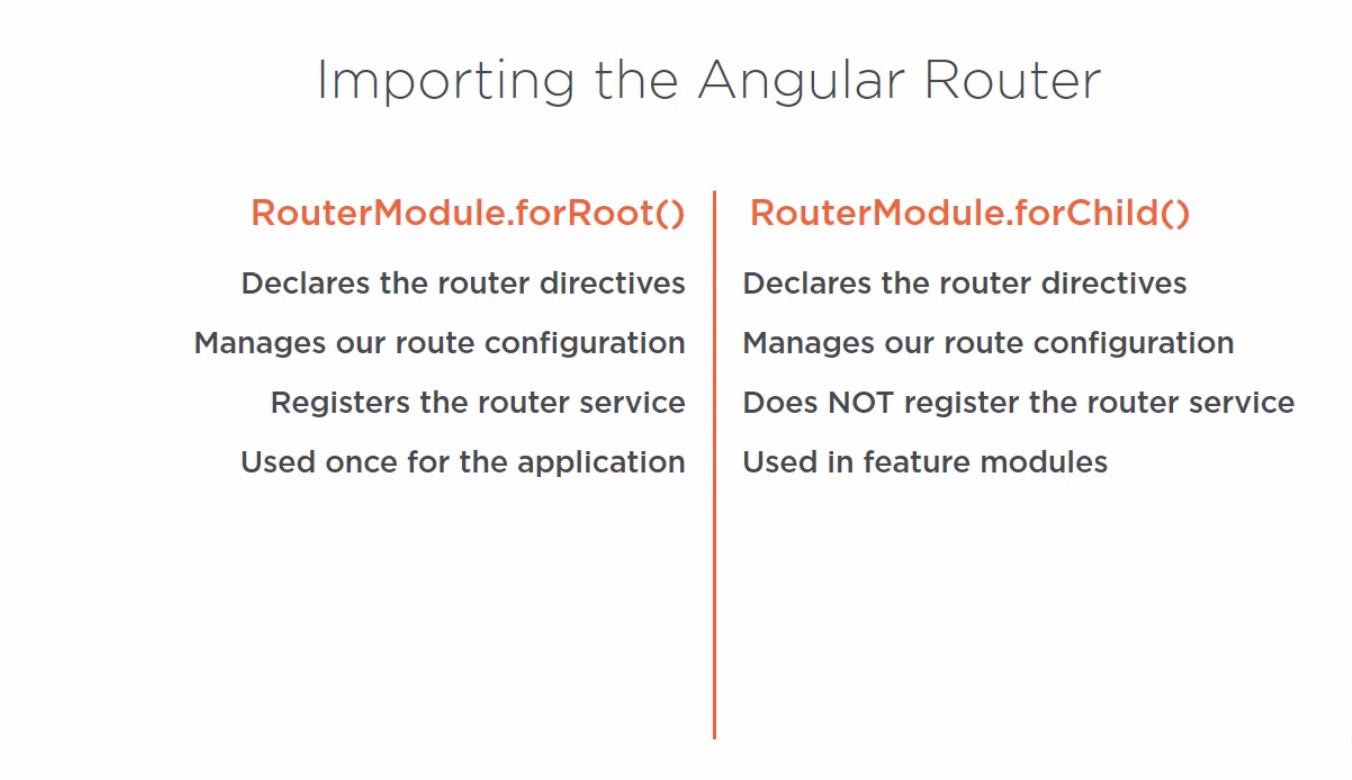 Importing the Angular Router
RouterModule.forRoot()
Declares the router directives
Manages our route configuration
Registers the router service
Used once for the application
RouterModule.forChild()
Declares the router directives
Manages our route configuration
Does NOT register the router service
Used in feature modules